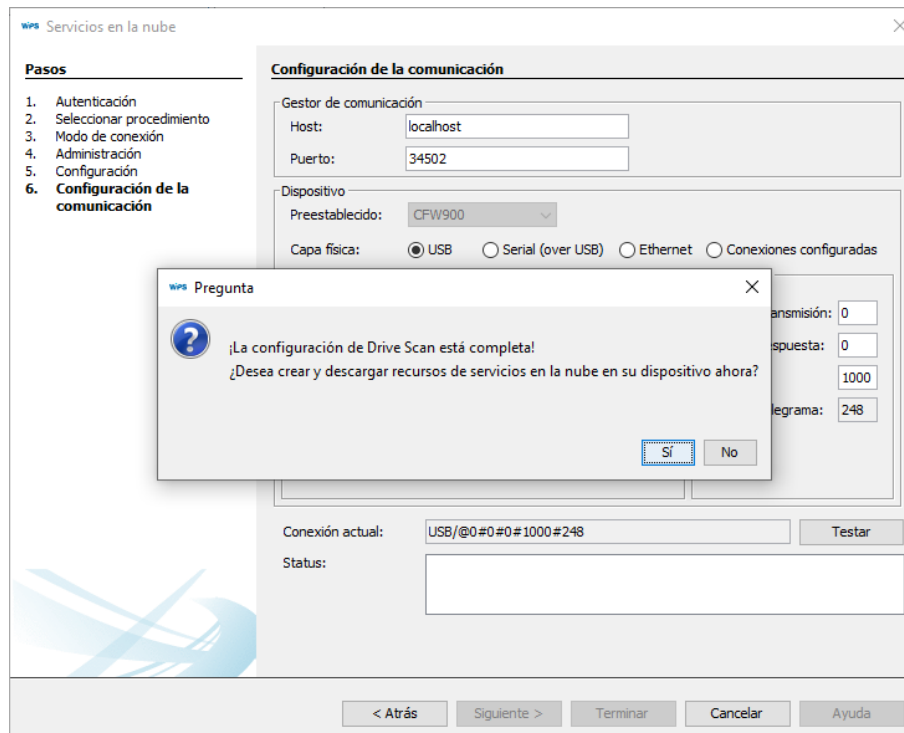 WPS Servicios en la nube
Pasos
1. Autenticación
2. Seleccionar procedimiento
3. Modo de conexión
4. Administración
5. Configuración
6. Configuración de la
comunicación
Configuración de la comunicación
Gestor de comunicación
Host: localhost
Puerto: 34502
Dispositivo
Preestablecido: CFW900
Capa física: USB Serial (over USB) Ethernet Conexiones configuradas
ansmisión: 0
spuesta: 0
1000
legrama: 248
WPS Pregunta
¡La configuración de Drive Scan está completa!
¿Desea crear y descargar recursos de servicios en la nube en su dispositivo ahora?
Sí No
Conexión actual: USB/@0#0#0#1000#248 Testar
Status:
< Atrás Siguiente > Terminar Cancelar Ayuda